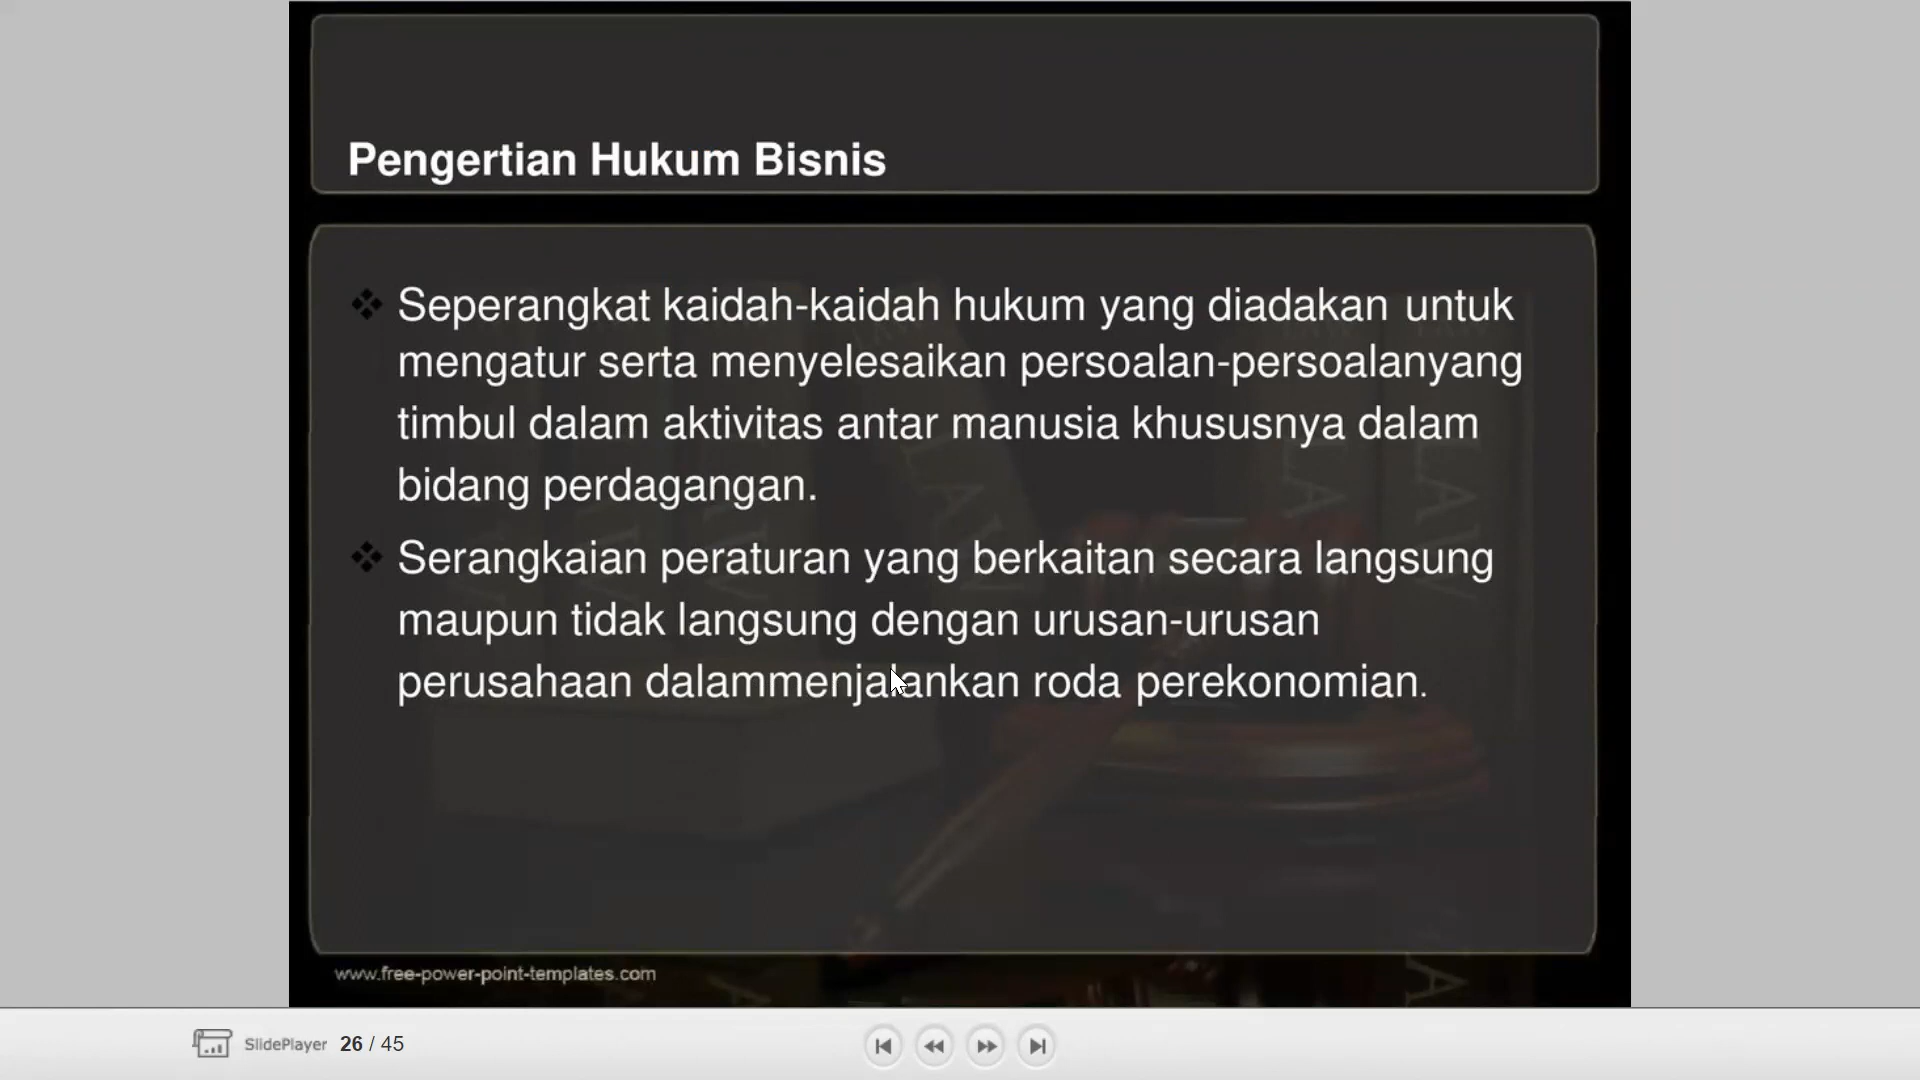 Pengertian Hukum Bisnis
Seperangkat kaidah-kaidah hukum yang diadakan untuk
mengatur serta menyelesaikan persoalan-persoalanyang
timbul dalam aktivitas antar manusia khususnya dalam
bidang perdagangan.
Serangkaian peraturan yang berkaitan secara langsung
maupun tidak langsung dengan urusan-urusan
perusahaan dalammenjalankan roda perekonomian.
www.free-power-point-templates.com
SlidePlayer 26 / 45